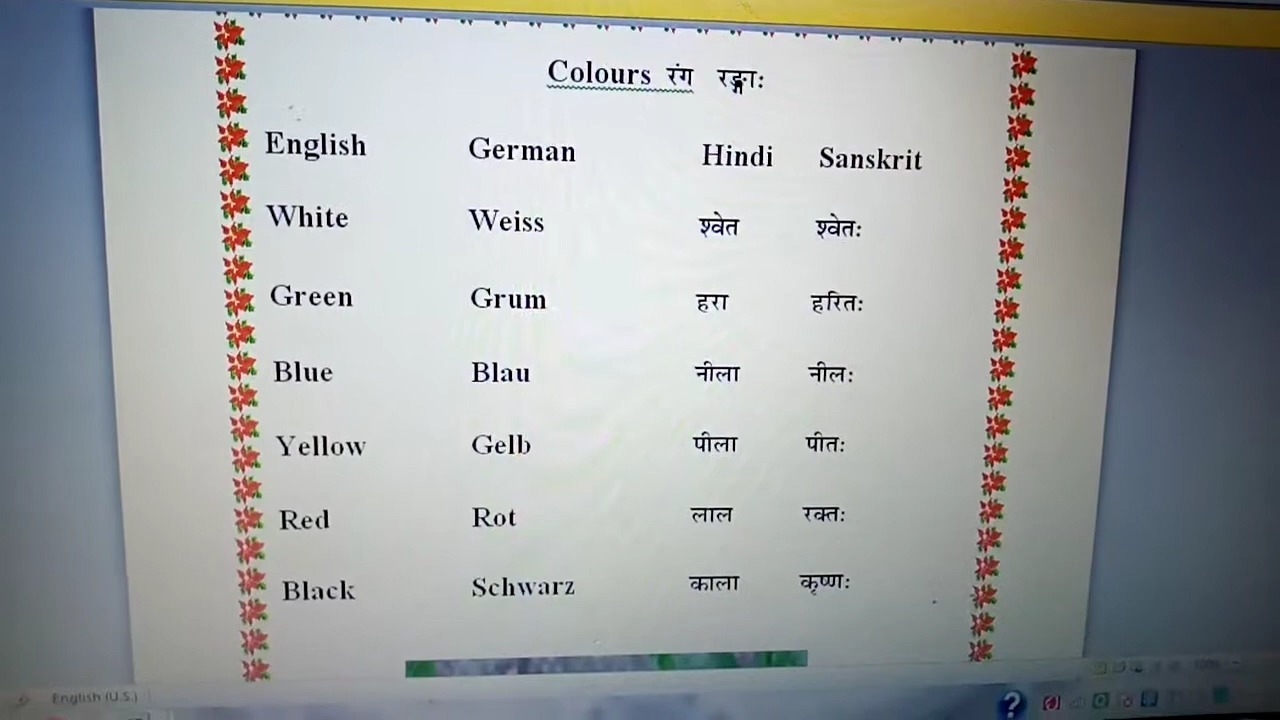 Colours रंग रङ्गाः
English German Hindi Sanskrit
White Weiss श्वेत श्वेतः
Green Grum हरा हरितः
Blue Blau नीला नीलः
Yellow Gelb पीला पीतः
Red Rot लाल रक्तः
Black Schwarz काला कृष्णः
English (U.S.)